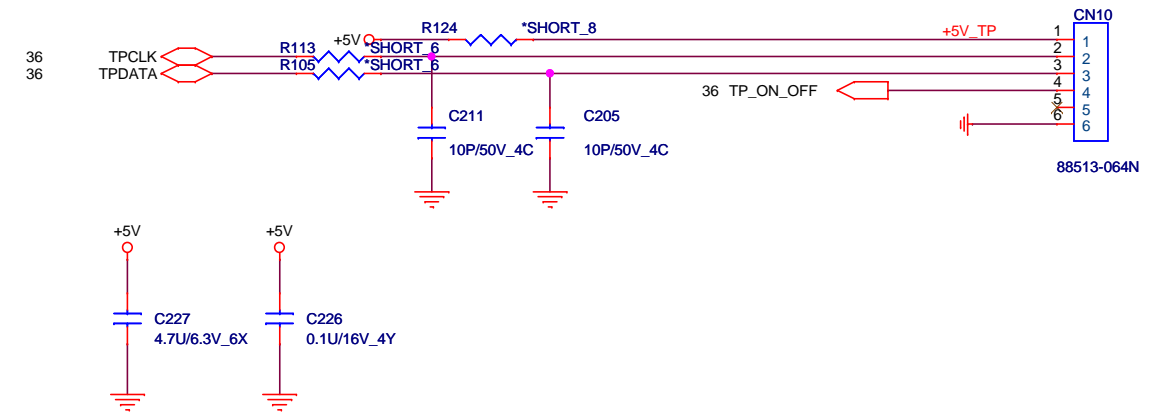 CN10
R124 *SHORT_8
+5V
+5V_TP
1 1
36 TPCLK R113 *SHORT_6
2 2
36 TPDATA R105 *SHORT_6
3 3
36 TP_ON_OFF
4 4
5 5
6 6
C211
10P/50V_4C
C205
10P/50V_4C
88513-064N
+5V
+5V
C227
4.7U/6.3V_6X
C226
0.1U/16V_4Y